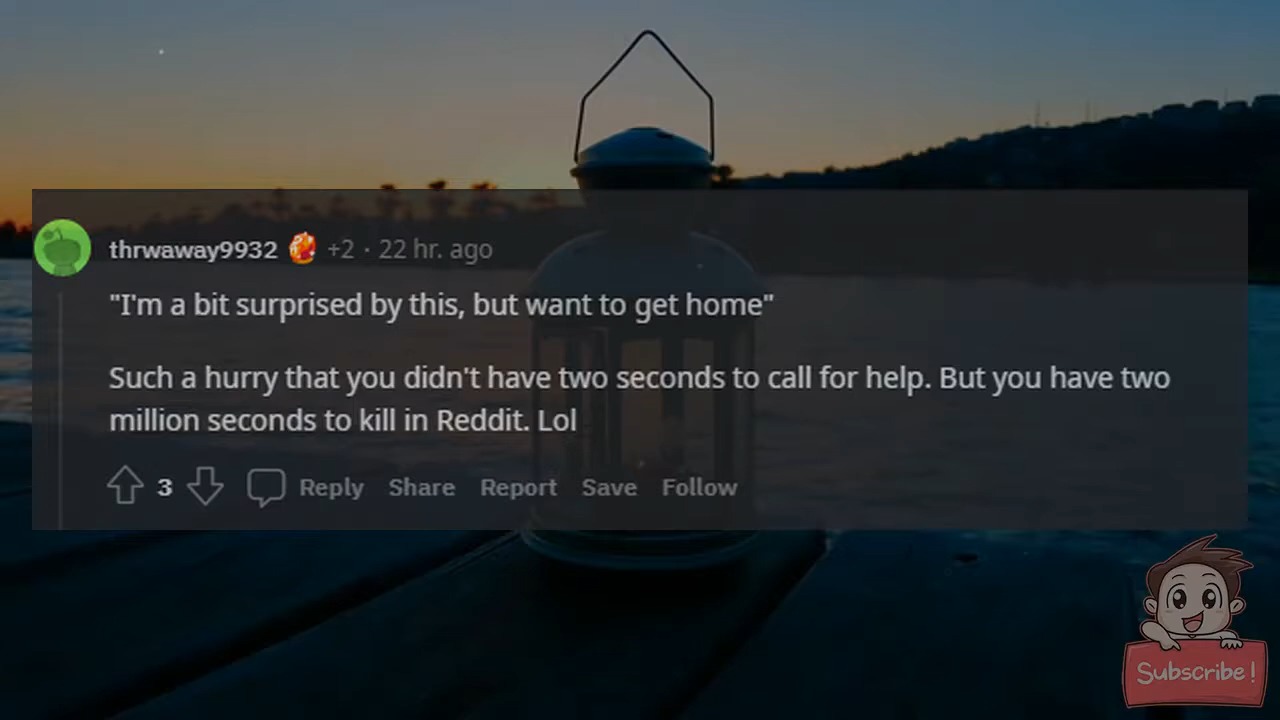 thrwaway9932 +2 · 22 hr. ago
"I'm a bit surprised by this, but want to get home"
Such a hurry that you didn't have two seconds to call for help. But you have two
million seconds to kill in Reddit. Lol
3 Reply Share Report Save Follow
Subscribe!